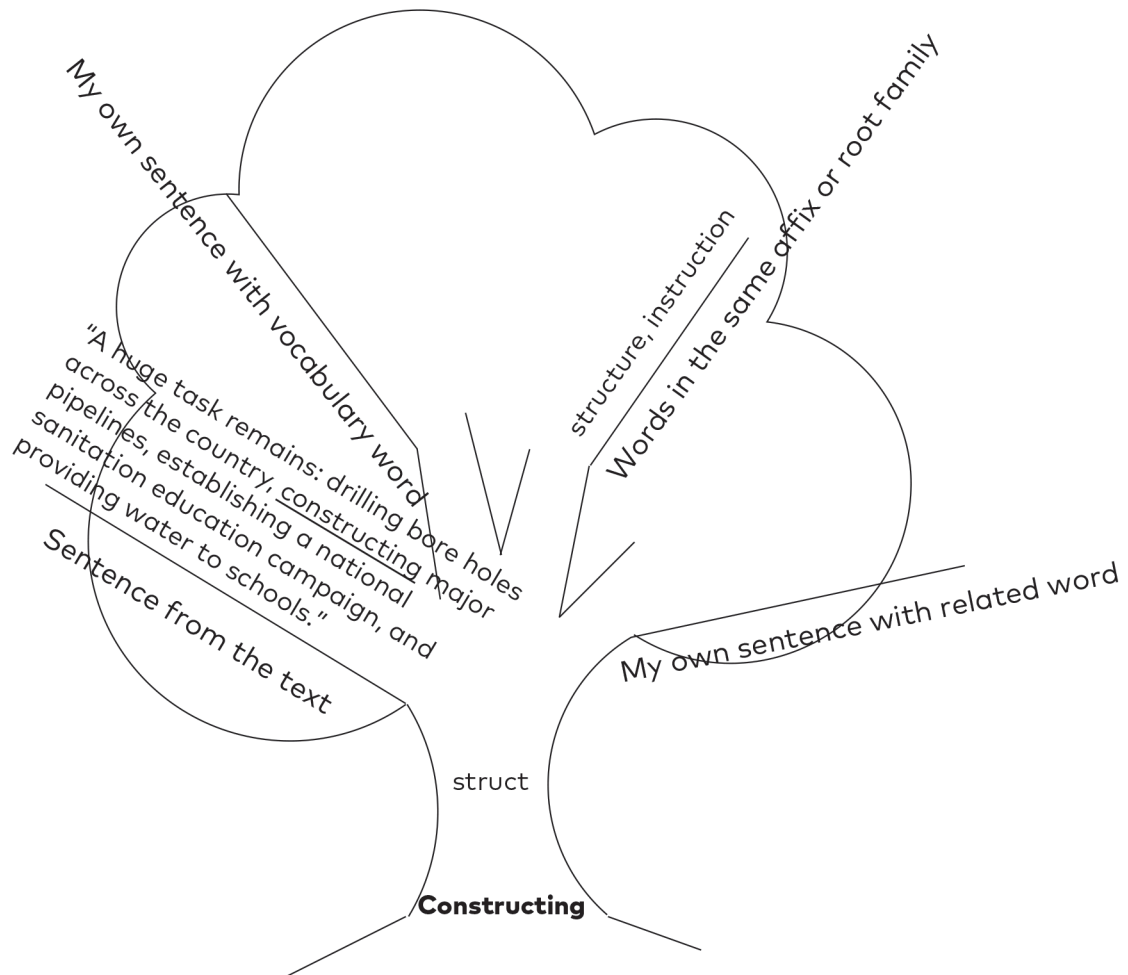 My own sentence with vocabulary word
structure, instruction
Words in the same affix or root family
"A huge task remains: drilling bore holes
across the country, constructing major
pipelines, establishing a national
sanitation education campaign, and
providing water to schools."
Sentence from the text
My own sentence with related word
struct
Constructing